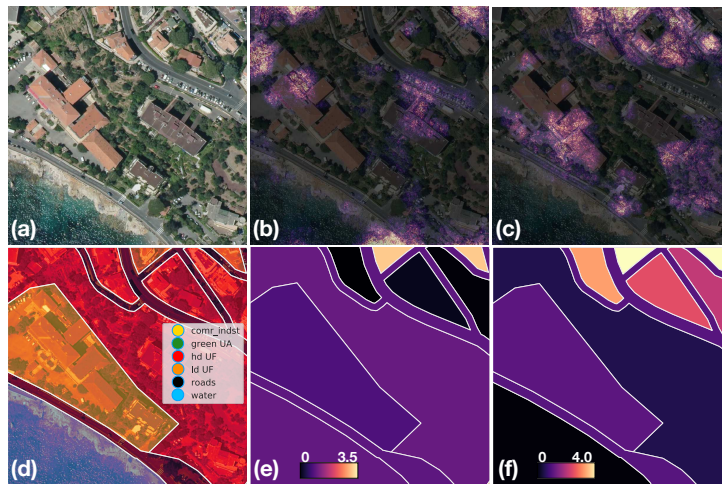 (a)
(b)
(c)
(d)
comr_indst
green UA
hd UF
ld UF
roads
water
(e)
0 3.5
(f)
0 4.0